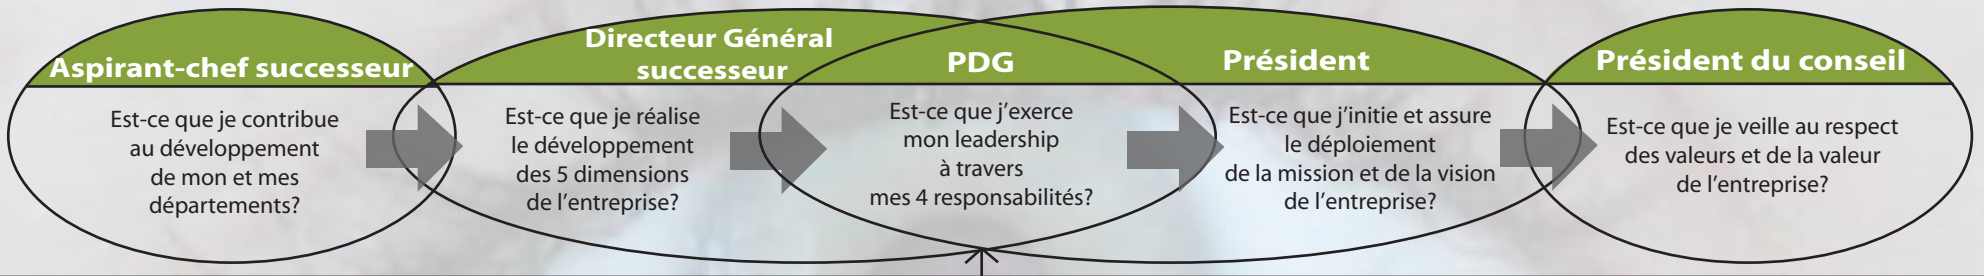 Aspirant-chef successeur
Est-ce que je contribue
au développement
de mon et mes
départements?
Directeur Général
successeur
Est-ce que je réalise
le développement
des 5 dimensions
de l’entreprise?
PDG
Est-ce que j’exerce
mon leadership
à travers
mes 4 responsabilités?
Président
Est-ce que j’initie et assure
le déploiement
de la mission et de la vision
de l’entreprise?
Président du conseil
Est-ce que je veille au respect
des valeurs et de la valeur
de l’entreprise?